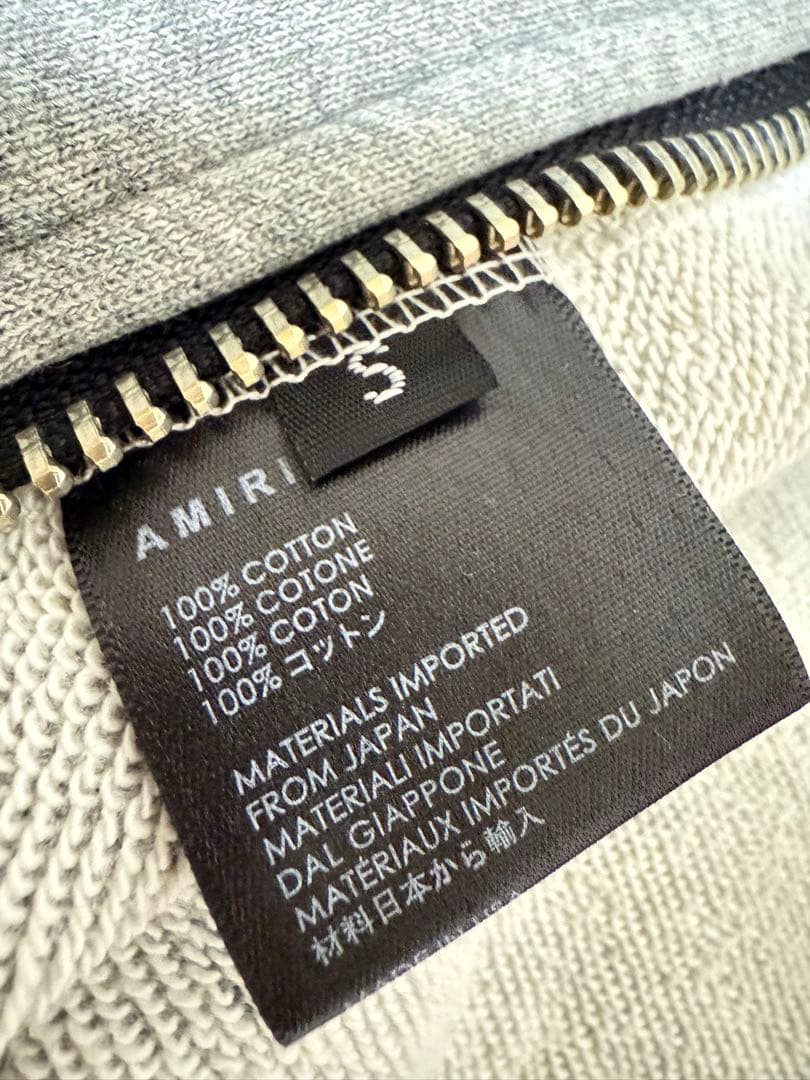 S
AMIRI
100% COTTON
100% COTONE
100% COTON
100% コットン
MATERIALS IMPORTED
FROM JAPAN
MATERIALI IMPORTATI
DAL GIAPPONE
MATÉRIAUX IMPORTÉS DU JAPON
材料日本から輸入